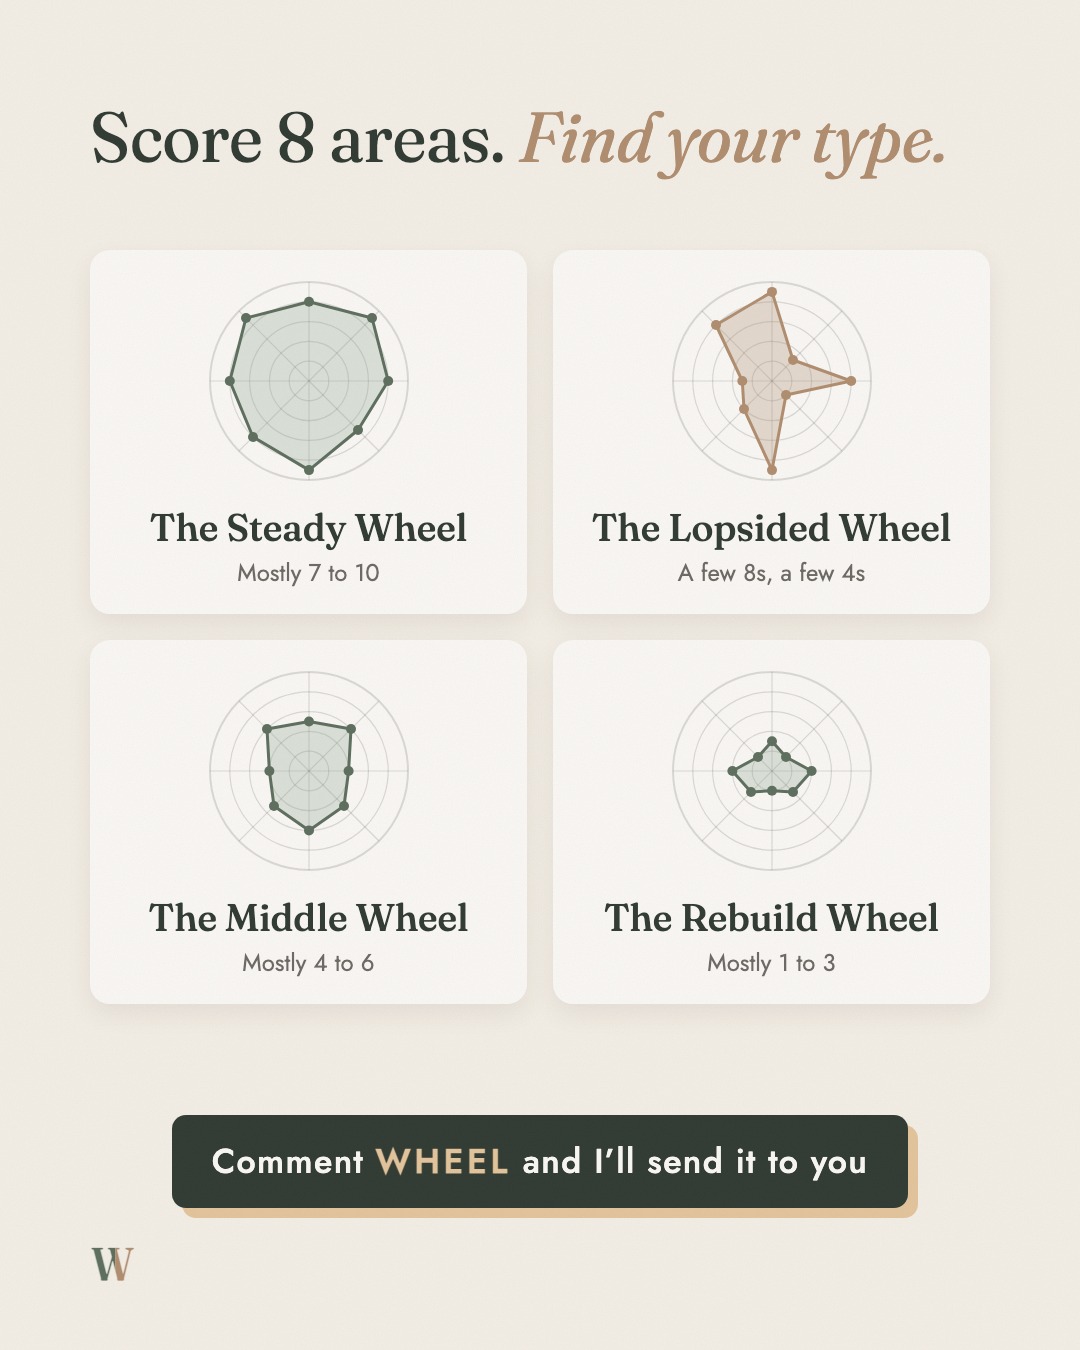 Score 8 areas. Find your type.
The Steady Wheel
Mostly 7 to 10
The Lopsided Wheel
A few 8s, a few 4s
The Middle Wheel
Mostly 4 to 6
The Rebuild Wheel
Mostly 1 to 3
Comment WHEEL and I’ll send it to you
W